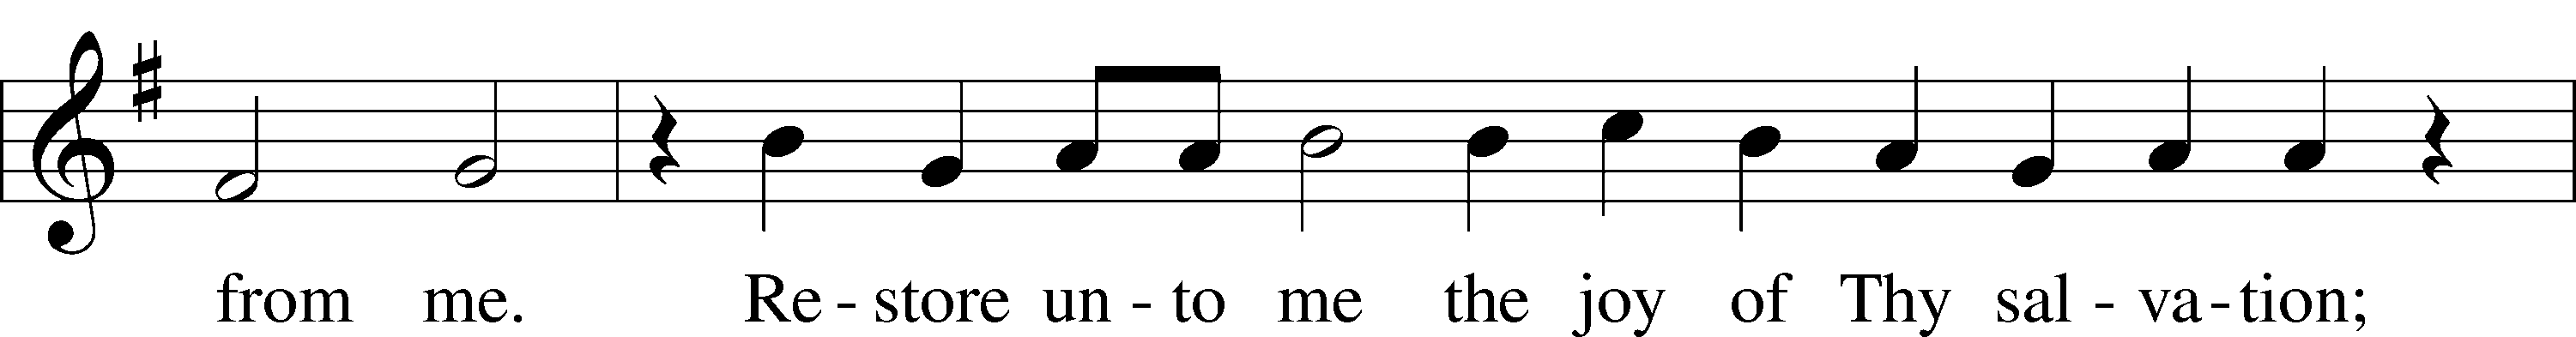 from me. Re - store un - to me the joy of Thy sal - va - tion;